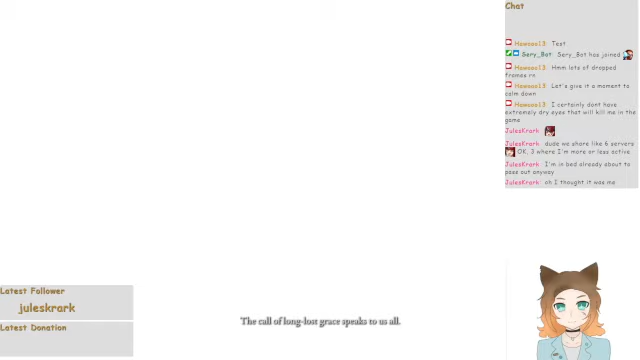 Chat
Hawcao13: Test
Sery_Bot: Sery_Bot has joined
Hawcao13: Hmm lots of dropped
frames rn
Hawcao13: Let's give it a moment to
calm down
Hawcao13: I certainly dont have
extremely dry eyes that will kill me in the
game
JulesKrark
JulesKrark: dude we share like 6 servers
OK, 3 where I'm more or less active.
JulesKrark: I'm in bed already about to
pass out anyway
JulesKrark: oh I thought it was me
Latest Follower
juleskrark
Latest Donation
The call of long-lost grace speaks to us all.